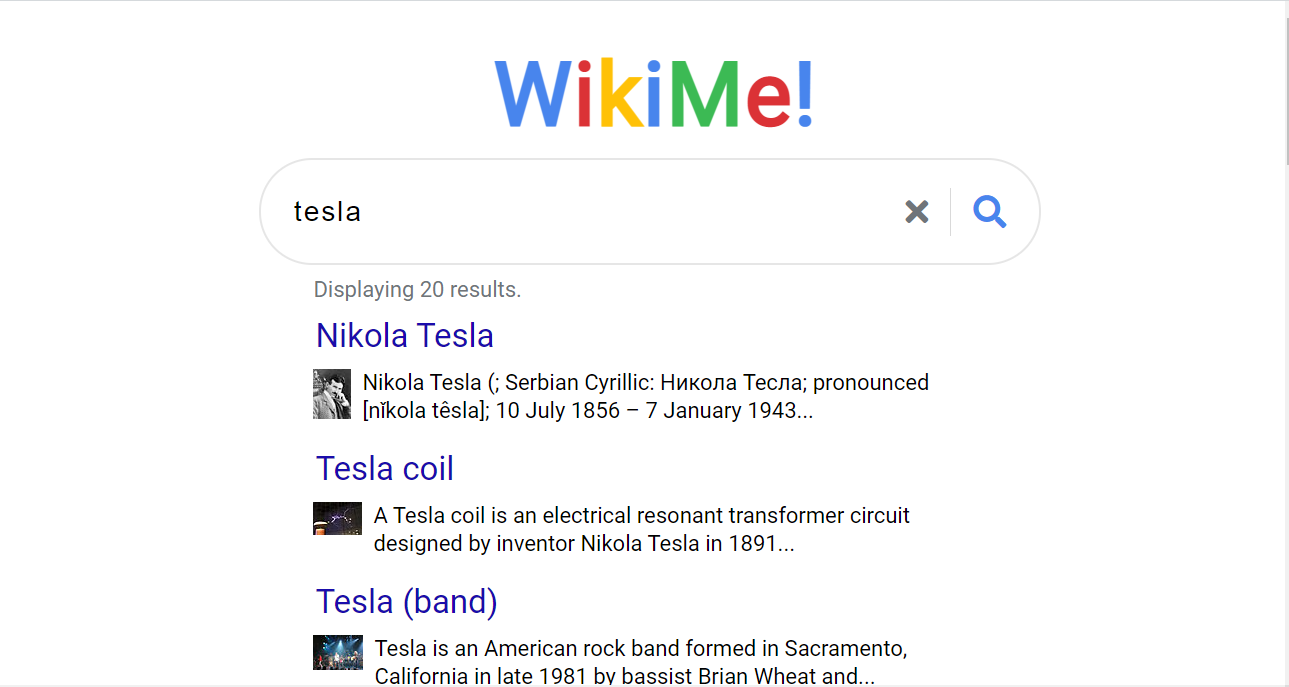 WikiMe!
tesla
Displaying 20 results.
Nikola Tesla
Nikola Tesla (; Serbian Cyrillic: Никола Тесла; pronounced
[nǐkola têsla]; 10 July 1856 – 7 January 1943...
Tesla coil
A Tesla coil is an electrical resonant transformer circuit
designed by inventor Nikola Tesla in 1891...
Tesla (band)
Tesla is an American rock band formed in Sacramento,
California in late 1981 by bassist Brian Wheat and...